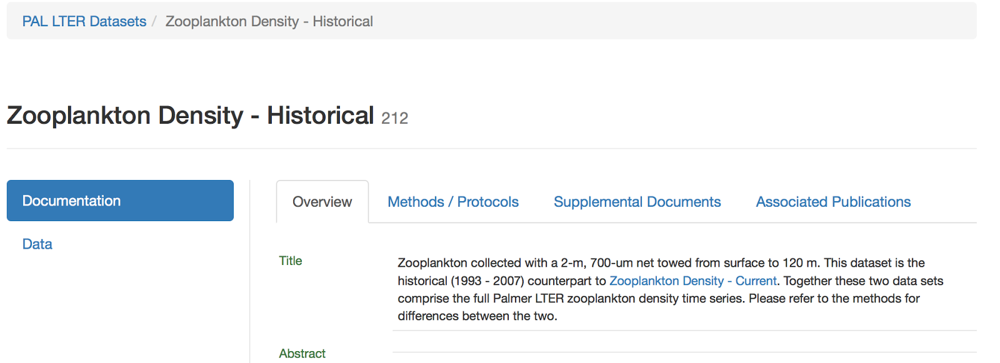 PAL LTER Datasets / Zooplankton Density - Historical
Zooplankton Density - Historical 212
Documentation
Data
Overview
Methods / Protocols
Supplemental Documents
Associated Publications
Title
Zooplankton collected with a 2-m, 700-um net towed from surface to 120 m. This dataset is the
historical (1993 - 2007) counterpart to Zooplankton Density - Current. Together these two data sets
comprise the full Palmer LTER zooplankton density time series. Please refer to the methods for
differences between the two.
Abstract